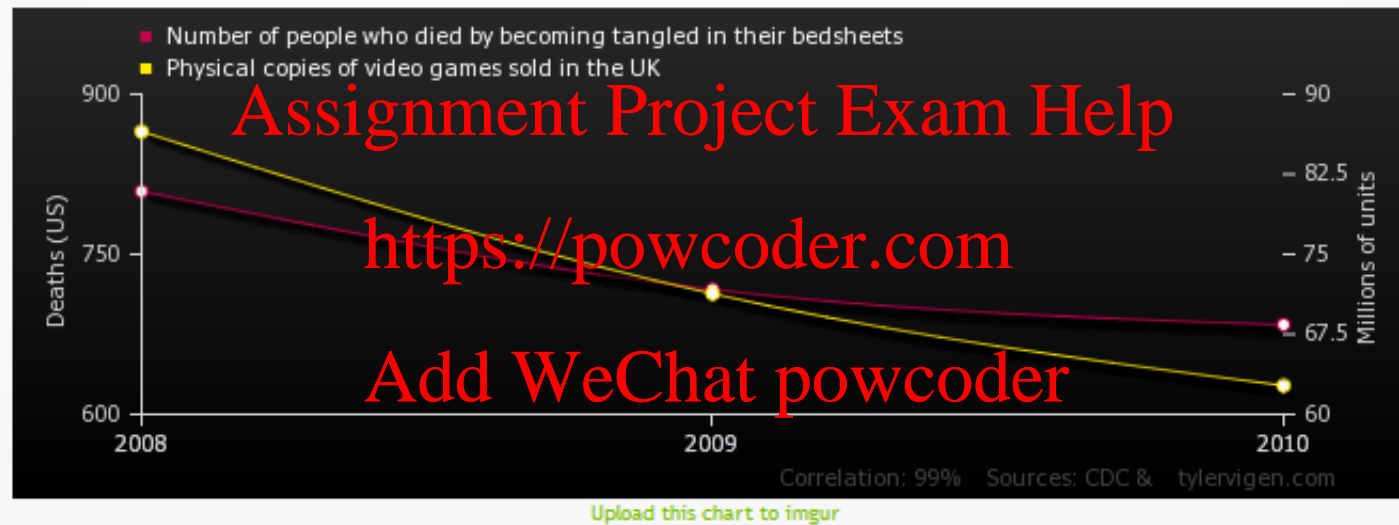 Number of people who died by becoming tangled in their bedsheets
Physical copies of video games sold in the UK
900
90
Assignment Project Exam Help
82.5
Deaths (US)
Millions of units
https://powcoder.com
750
75
67.5
Add WeChat powcoder
600
60
2008
2009
2010
Correlation: 99% Sources: CDC & tylervigen.com
Upload this chart to imgur